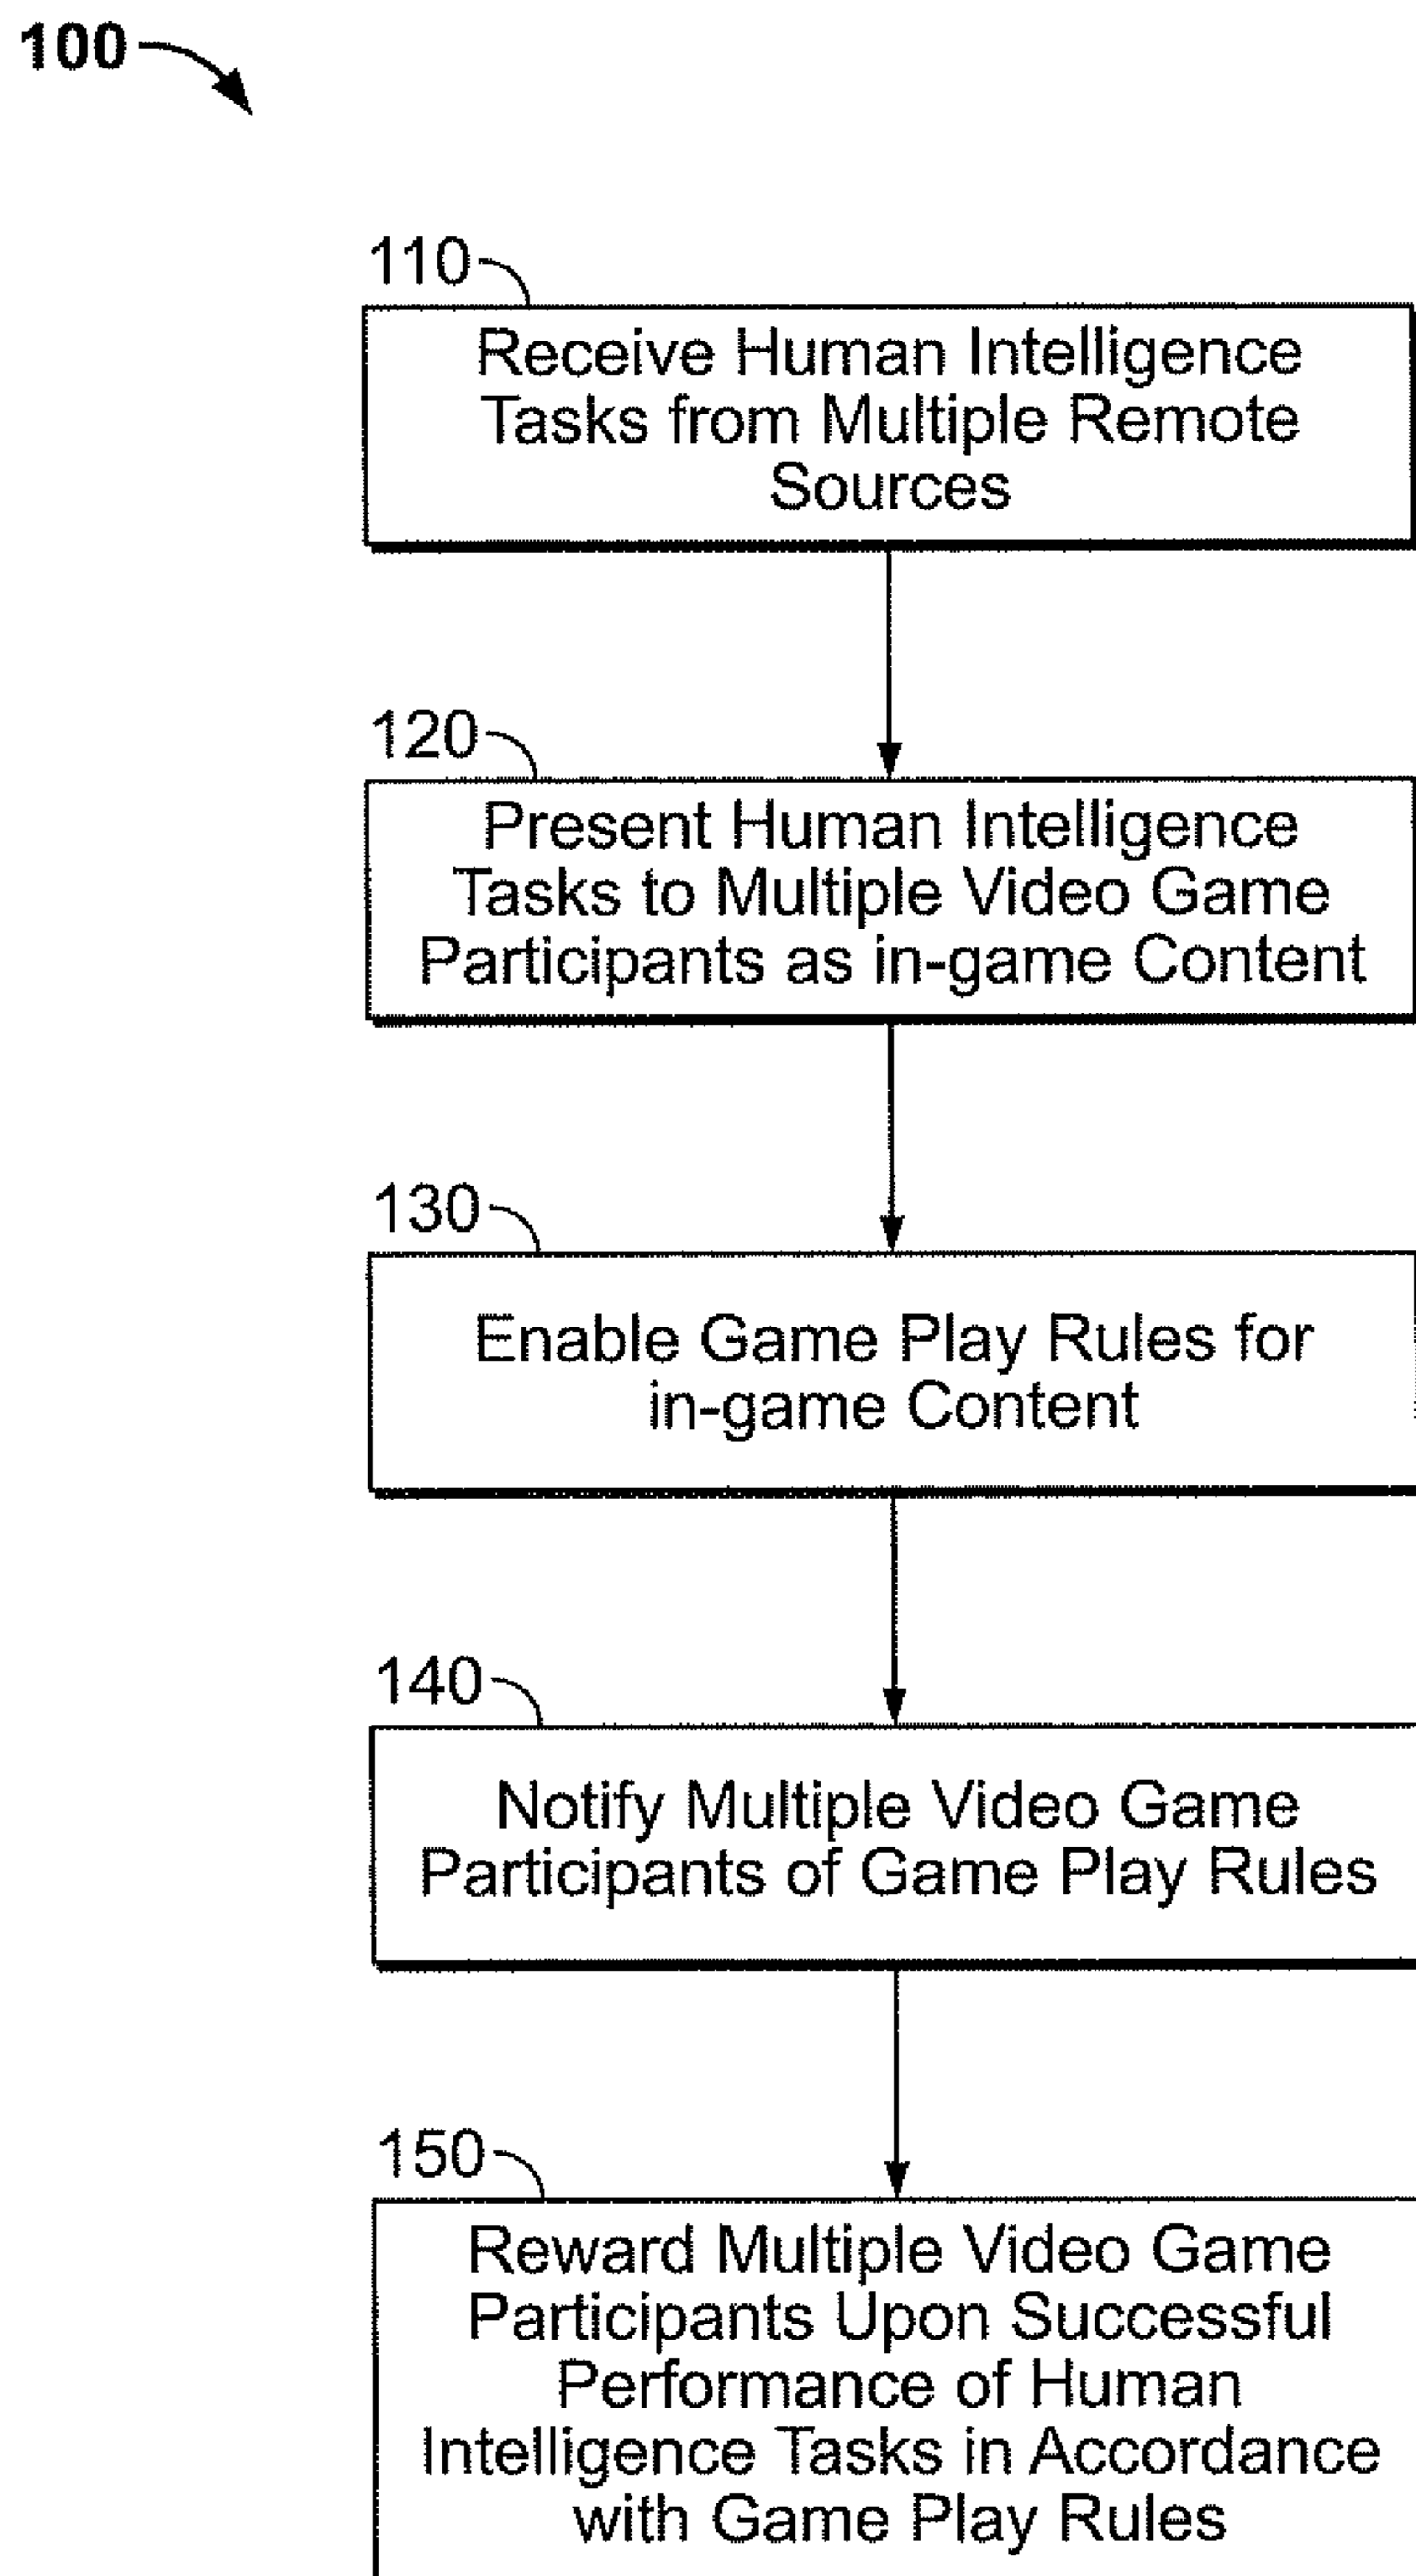 100
110
Receive Human Intelligence
Tasks from Multiple Remote
Sources
120
Present Human Intelligence
Tasks to Multiple Video Game
Participants as in-game Content
130
Enable Game Play Rules for
in-game Content
140
Notify Multiple Video Game
Participants of Game Play Rules
150
Reward Multiple Video Game
Participants Upon Successful
Performance of Human
Intelligence Tasks in Accordance
with Game Play Rules